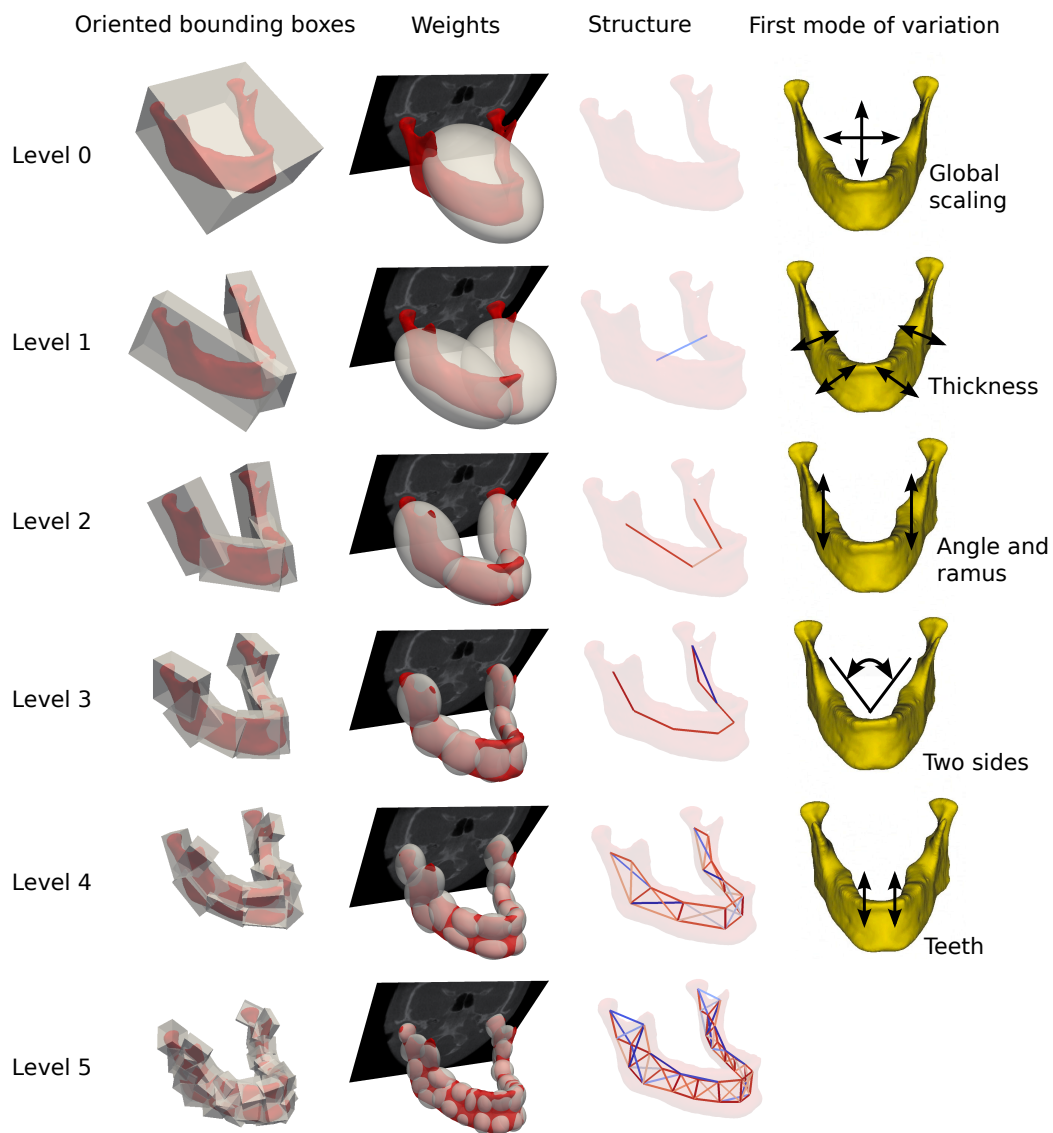 Oriented bounding boxes Weights Structure First mode of variation
Level 0
Global
scaling
Level 1
Thickness
Level 2
Angle and
ramus
Level 3
Two sides
Level 4
Teeth
Level 5